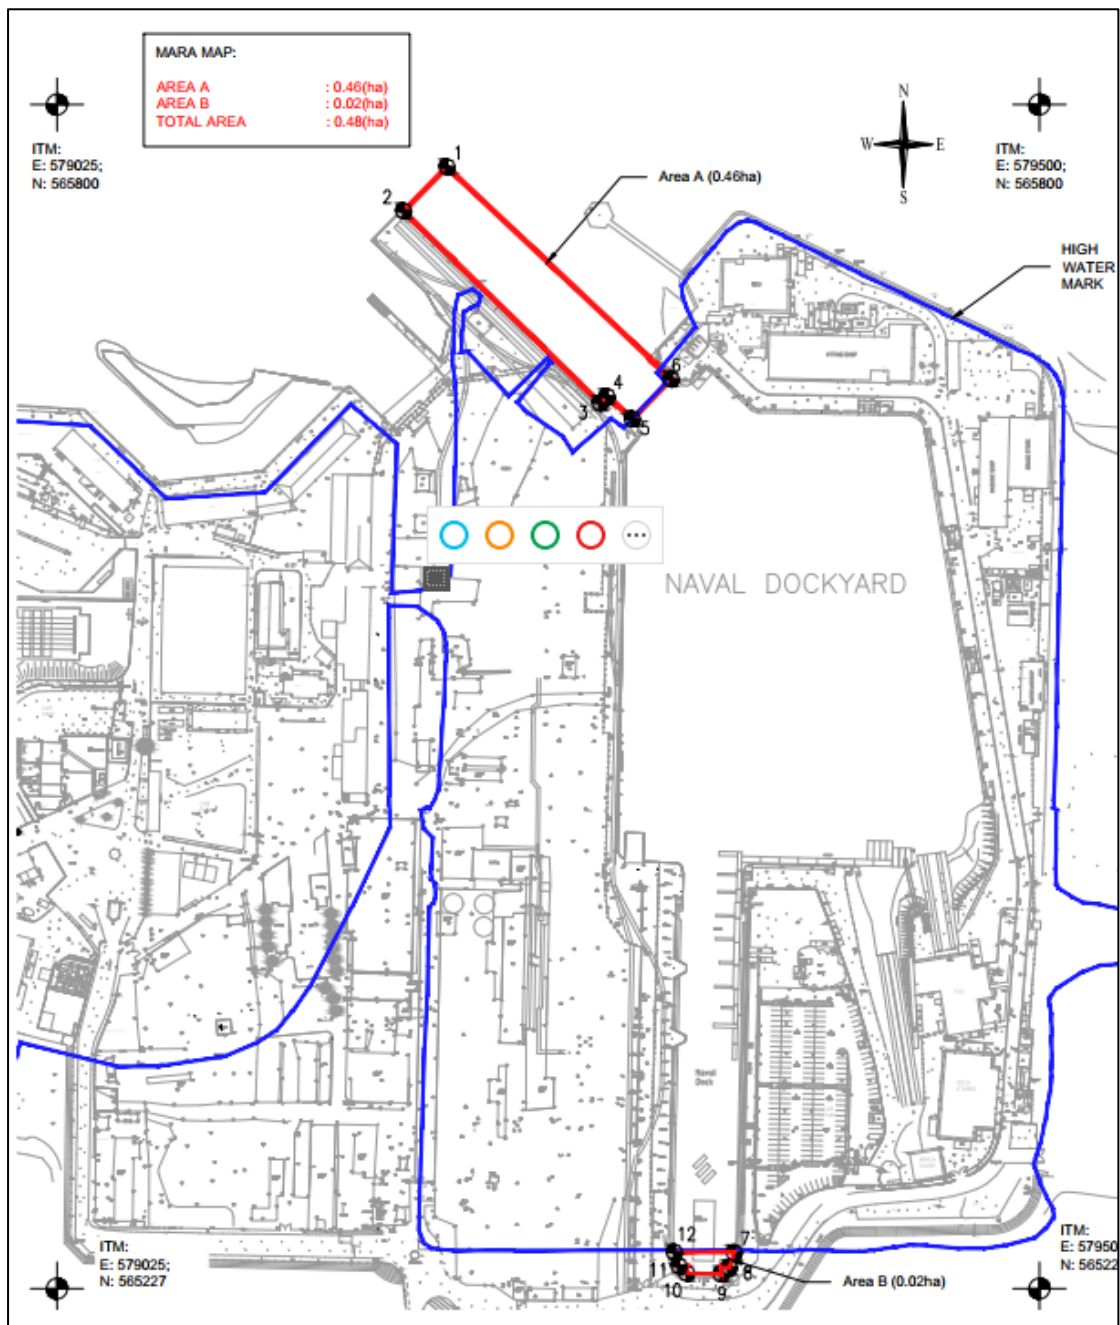 MARA MAP:
AREA A : 0.46(ha)
AREA B : 0.02(ha)
TOTAL AREA : 0.48(ha)
ITM:
E: 579025;
N: 565800
N
W E
S
ITM:
E: 579500;
N: 565800
1
2
Area A (0.46ha)
HIGH
WATER
MARK
6
4
3
5
NAVAL DOCKYARD
Naval
Dock
12
7
11
8
10
9
Area B (0.02ha)
ITM:
E: 579025;
N: 565227
ITM:
E: 57950
N: 56522